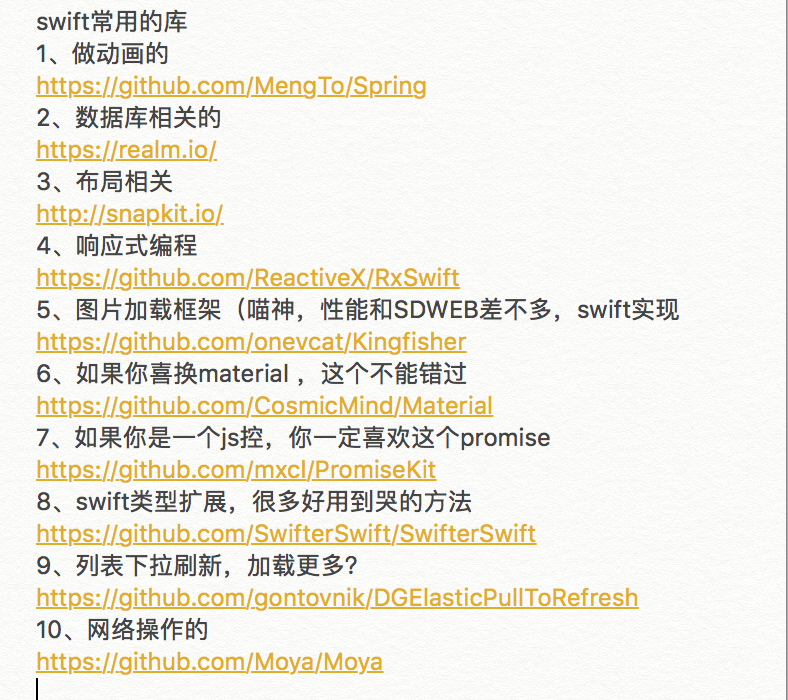 swift常用的库
1、做动画的
https://github.com/MengTo/Spring
2、数据库相关的
https://realm.io/
3、布局相关
http://snapkit.io/
4、响应式编程
https://github.com/ReactiveX/RxSwift
5、图片加载框架（喵神，性能和SDWEB差不多，swift实现
https://github.com/onevcat/Kingfisher
6、如果你喜换material ，这个不能错过
https://github.com/CosmicMind/Material
7、如果你是一个js控，你一定喜欢这个promise
https://github.com/mxcl/PromiseKit
8、swift类型扩展，很多好用到哭的方法
https://github.com/SwifterSwift/SwifterSwift
9、列表下拉刷新，加载更多?
https://github.com/gontovnik/DGElasticPullToRefresh
10、网络操作的
https://github.com/Moya/Moya